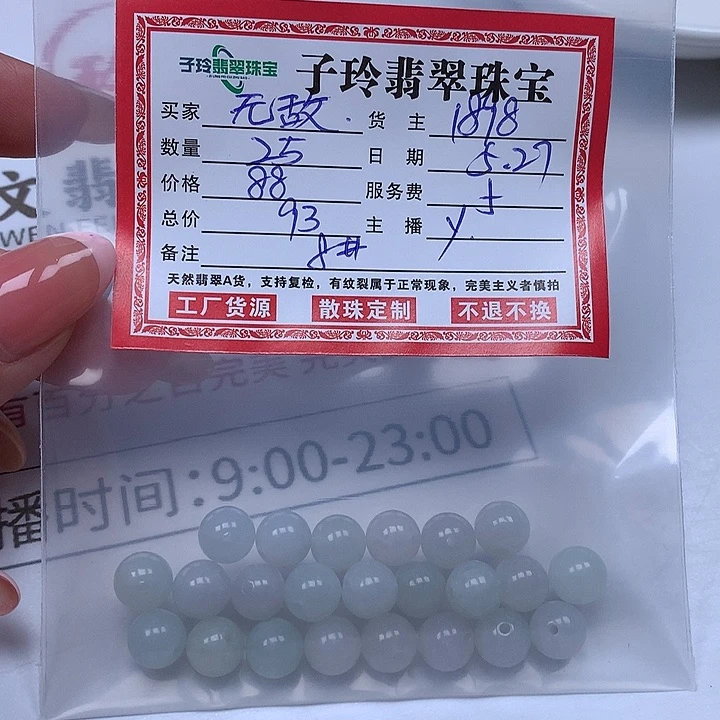 子玲翡翠珠宝 子玲翡翠珠宝
买家 无敌. 货主 1898
数量 25 日期 5.27
价格 88 服务费 5
总价 93 主播 y.
备注 8#
天然翡翠A货，支持复检，有纹裂属于正常现象，完美主义者慎拍
工厂货源 散珠定制 不退不换
文 翡
播时间:9:00-23:00